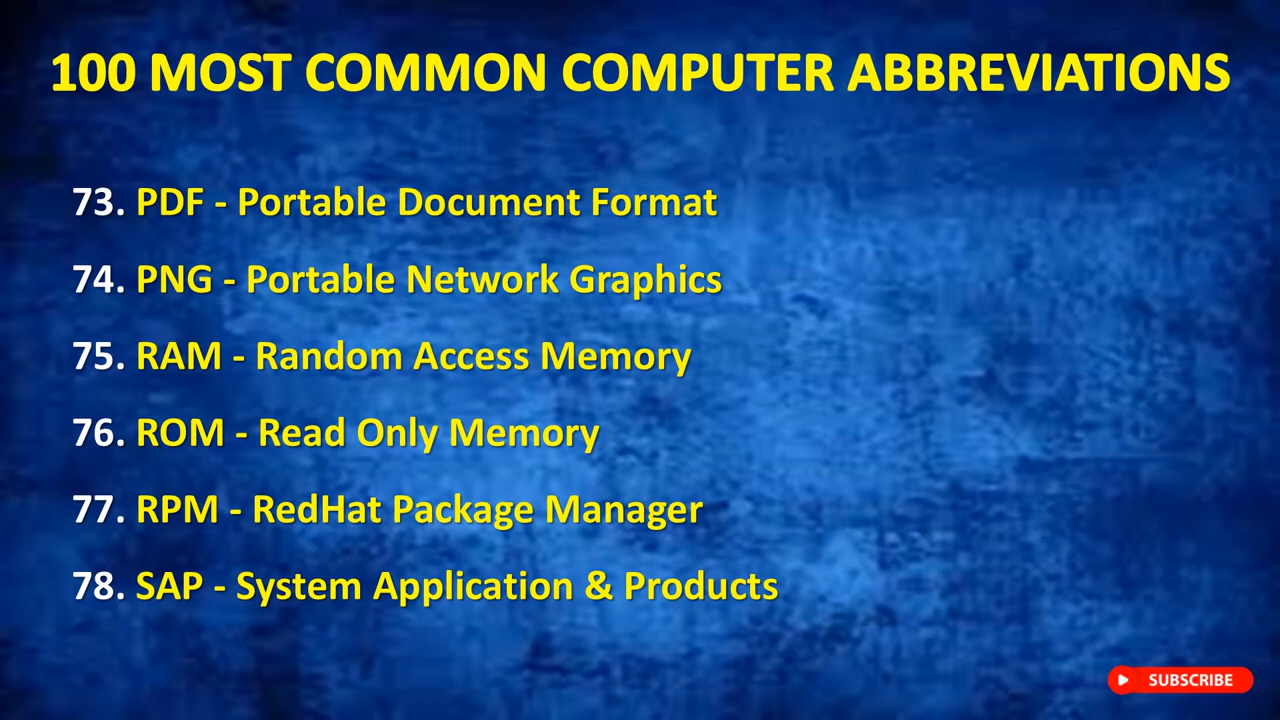 100 MOST COMMON COMPUTER ABBREVIATIONS
73. PDF - Portable Document Format
74. PNG - Portable Network Graphics
75. RAM - Random Access Memory
76. ROM - Read Only Memory
77. RPM - RedHat Package Manager
78. SAP - System Application & Products
SUBSCRIBE